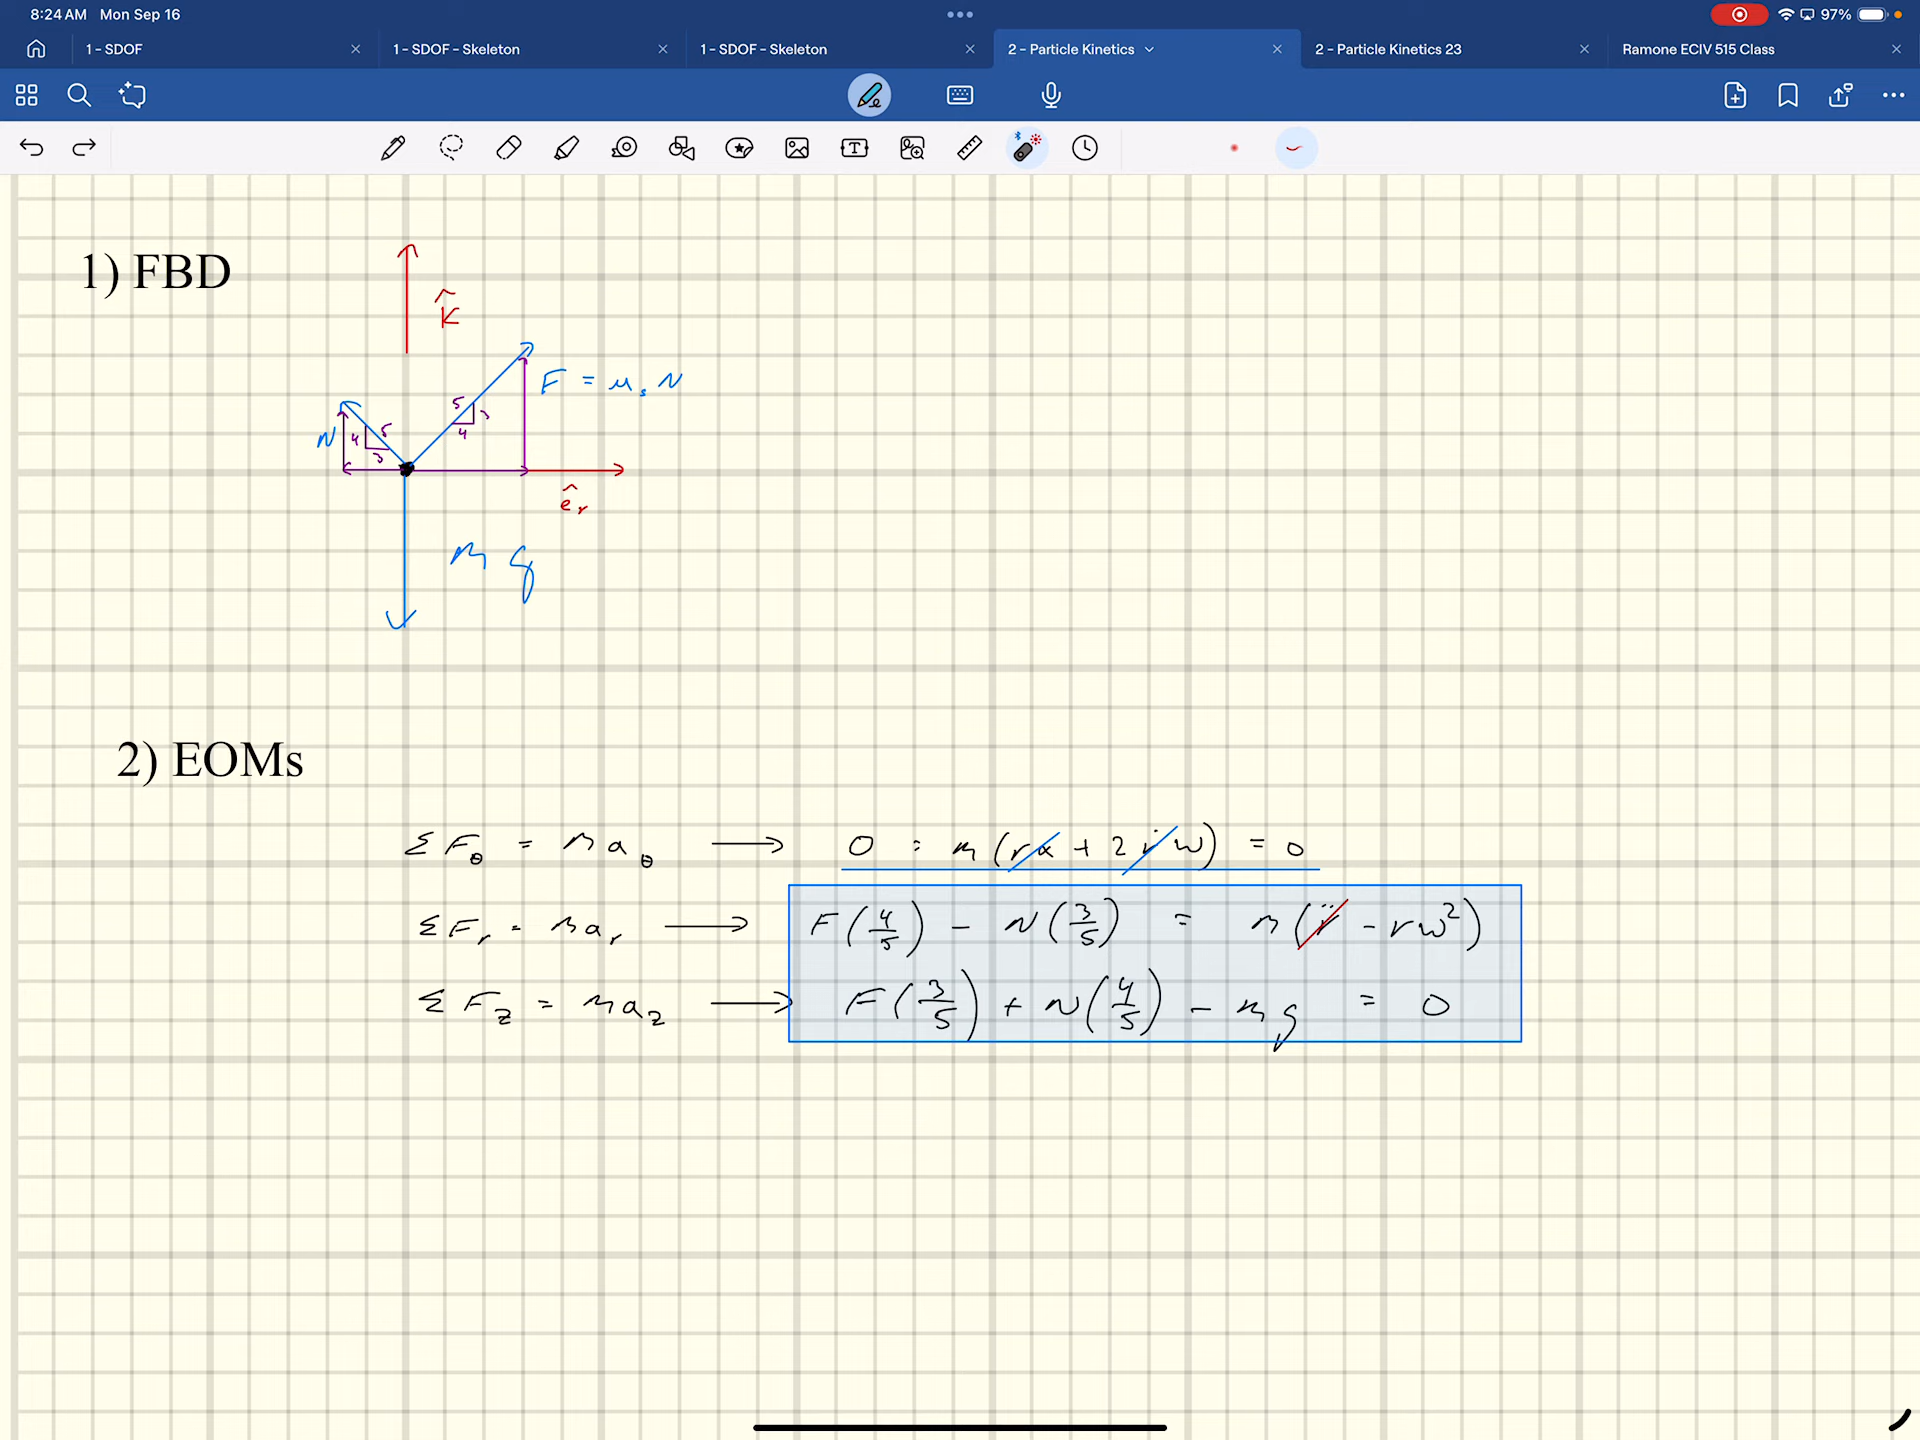 8:24 AM Mon Sep 16
97%
1 - SDOF
1 - SDOF - Skeleton
1 - SDOF - Skeleton
2 - Particle Kinetics
2 - Particle Kinetics 23
Ramone ECIV 515 Class
1) FBD
K̂
F = μs N
5
3
4
N
4
5
3
êr
mg
2) EOMs
ΣFθ = maθ → 0 = m(rα + 2ṙω) = 0
ΣFr = mar → F(4/5) - N(3/5) = m(r̈ - rω²)
ΣFz = maz → F(3/5) + N(4/5) - mg = 0